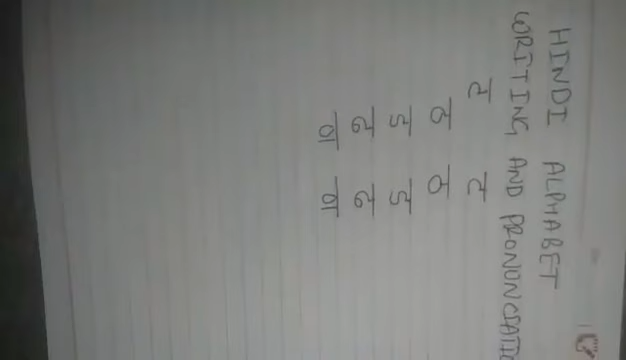 HINDI ALPHABET
WRITING AND PRONUNCIATIO
ट ट
ठ ठ
ड ड
ढ ढ
ण ण